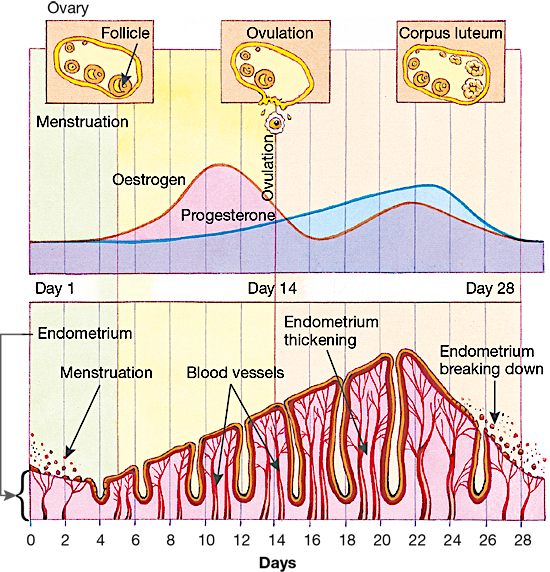 Ovary
Follicle
Ovulation
Corpus luteum
Menstruation
Ovulation
Oestrogen
Progesterone
Day 1
Day 14
Day 28
Endometrium
Menstruation
Blood vessels
Endometrium
thickening
Endometrium
breaking down
0 2 4 6 8 10 12 14 16 18 20 22 24 26 28
Days